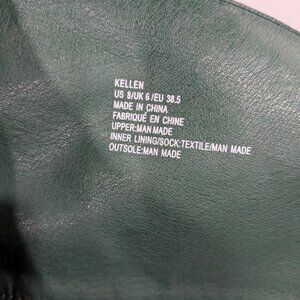 KELLEN
US 8/UK 6/EU 38.5
MADE IN CHINA
FABRIQUÉ EN CHINE
UPPER:MAN MADE
INNER LINING/SOCK:TEXTILE/MAN MADE
OUTSOLE:MAN MADE